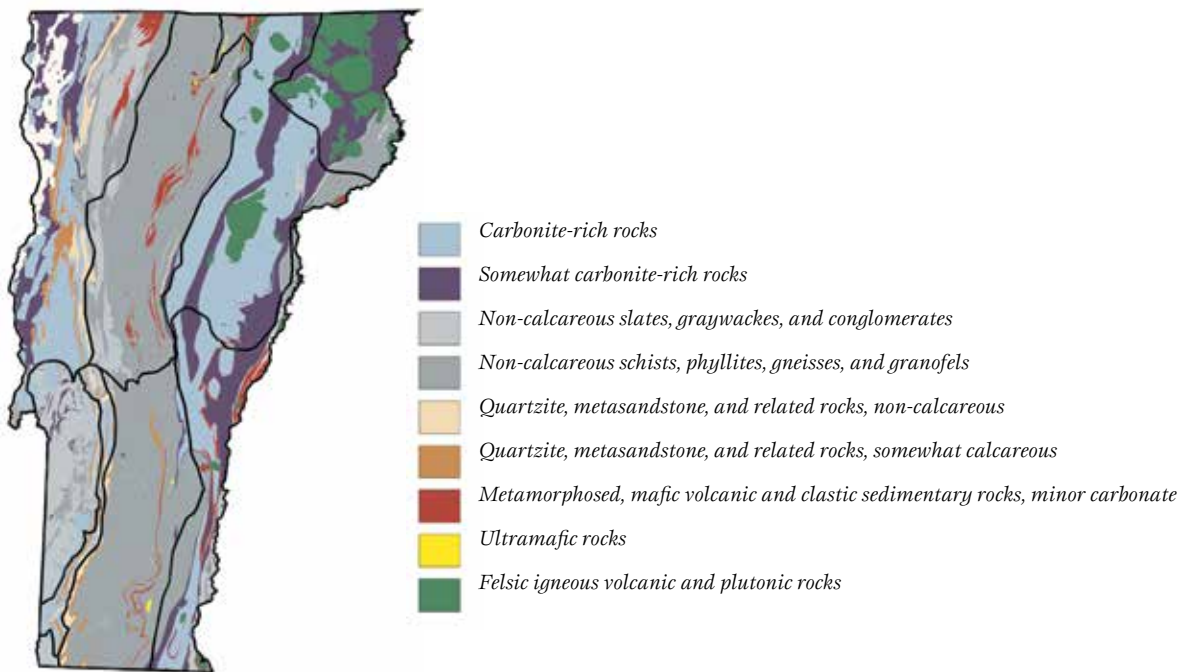 Carbonite-rich rocks
Somewhat carbonite-rich rocks
Non-calcareous slates, graywackes, and conglomerates
Non-calcareous schists, phyllites, gneisses, and granofels
Quartzite, metasandstone, and related rocks, non-calcareous
Quartzite, metasandstone, and related rocks, somewhat calcareous
Metamorphosed, mafic volcanic and clastic sedimentary rocks, minor carbonate
Ultramafic rocks
Felsic igneous volcanic and plutonic rocks